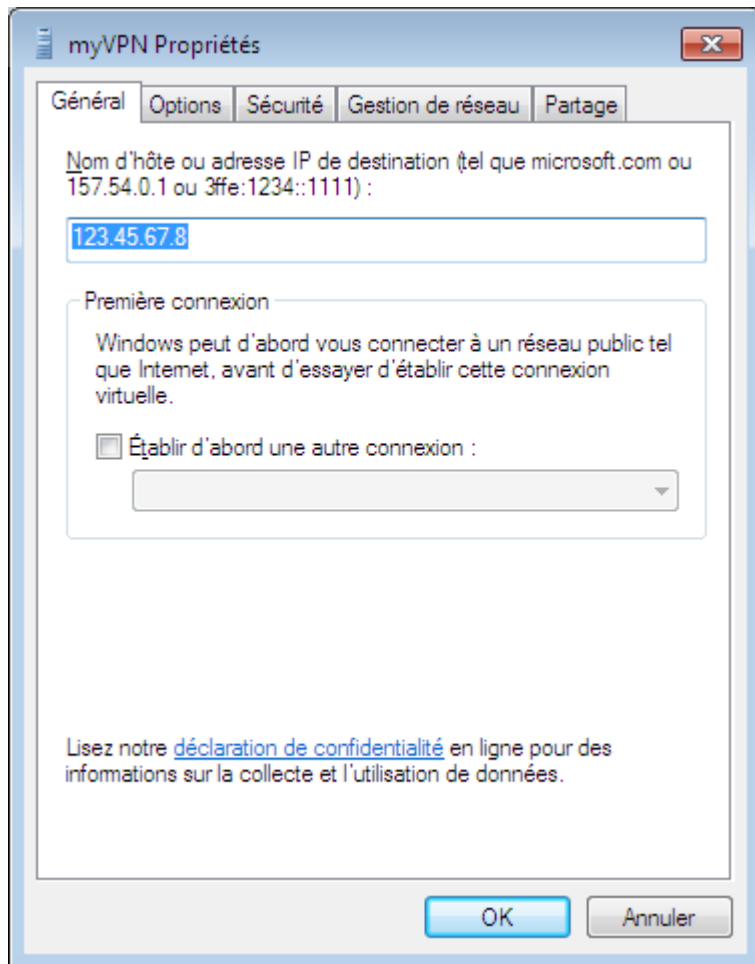 myVPN Propriétés
Général Options Sécurité Gestion de réseau Partage
Nom d'hôte ou adresse IP de destination (tel que microsoft.com ou
157.54.0.1 ou 3ffe:1234::1111) :
123.45.67.8
Première connexion
Windows peut d'abord vous connecter à un réseau public tel
que Internet, avant d'essayer d'établir cette connexion
virtuelle.
Établir d'abord une autre connexion :
Lisez notre déclaration de confidentialité en ligne pour des
informations sur la collecte et l'utilisation de données.
OK Annuler